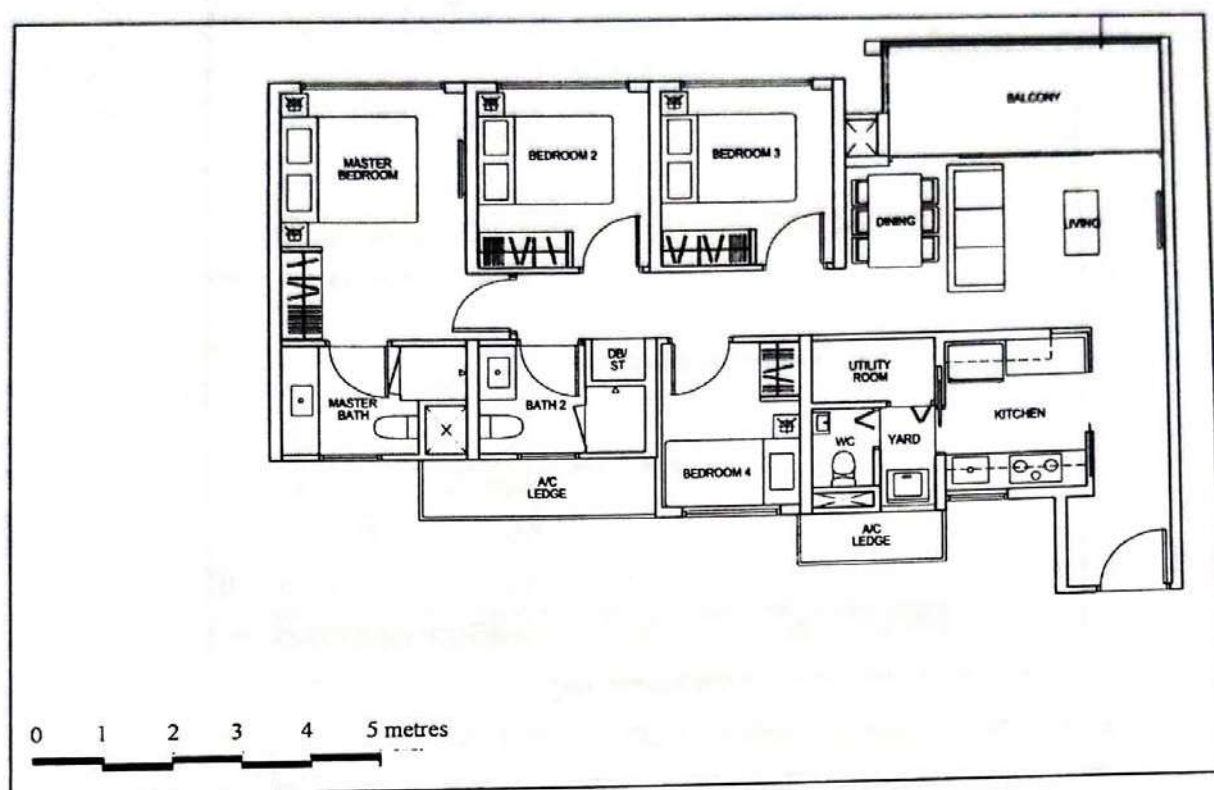 BALCONY
MASTER
BEDROOM
BEDROOM 2
BEDROOM 3
DINING
LIVING
DB/
ST
UTILITY
ROOM
MASTER
BATH
BATH 2
WC
YARD
KITCHEN
BEDROOM 4
A/C
LEDGE
A/C
LEDGE
0 1 2 3 4 5 metres